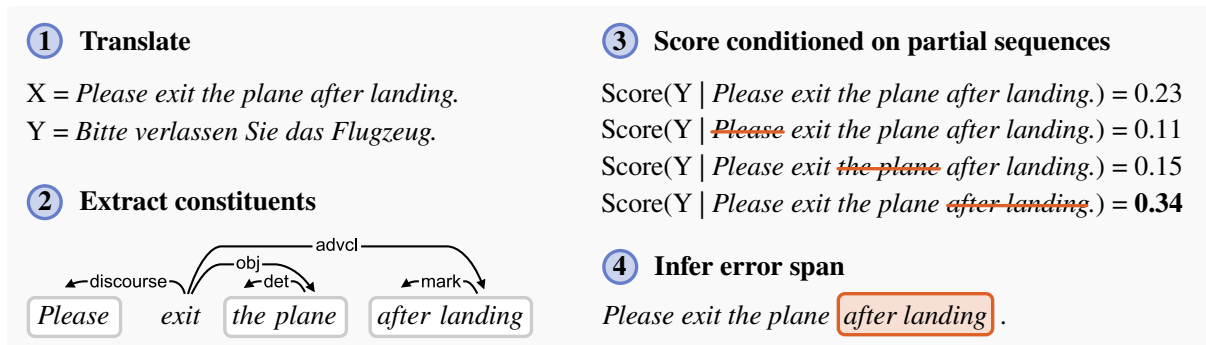 1 Translate
X = Please exit the plane after landing.
Y = Bitte verlassen Sie das Flugzeug.
2 Extract constituents
advcl
obj
discourse det mark
Please exit the plane after landing
3 Score conditioned on partial sequences
Score(Y | Please exit the plane after landing.) = 0.23
Score(Y | Please exit the plane after landing.) = 0.11
Score(Y | Please exit the plane after landing.) = 0.15
Score(Y | Please exit the plane after landing.) = 0.34
4 Infer error span
Please exit the plane after landing .